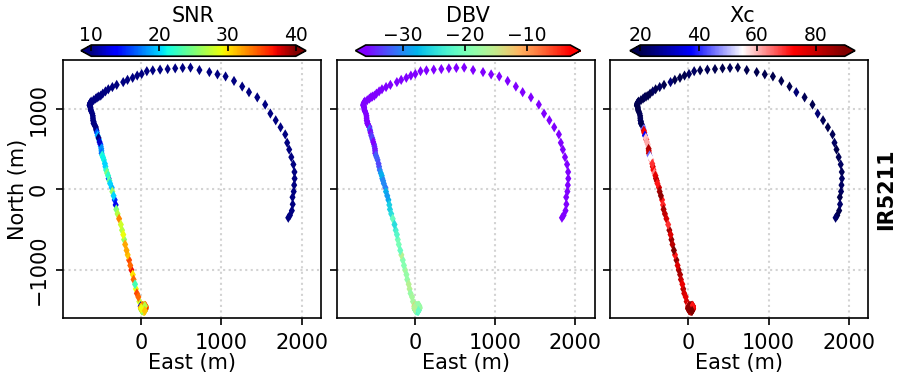 SNR DBV Xc
10 20 30 40 −30 −20 −10 20 40 60 80
North (m)
1000
0
−1000
0 1000 2000 0 1000 2000 0 1000 2000
East (m) East (m) East (m)
IR5211